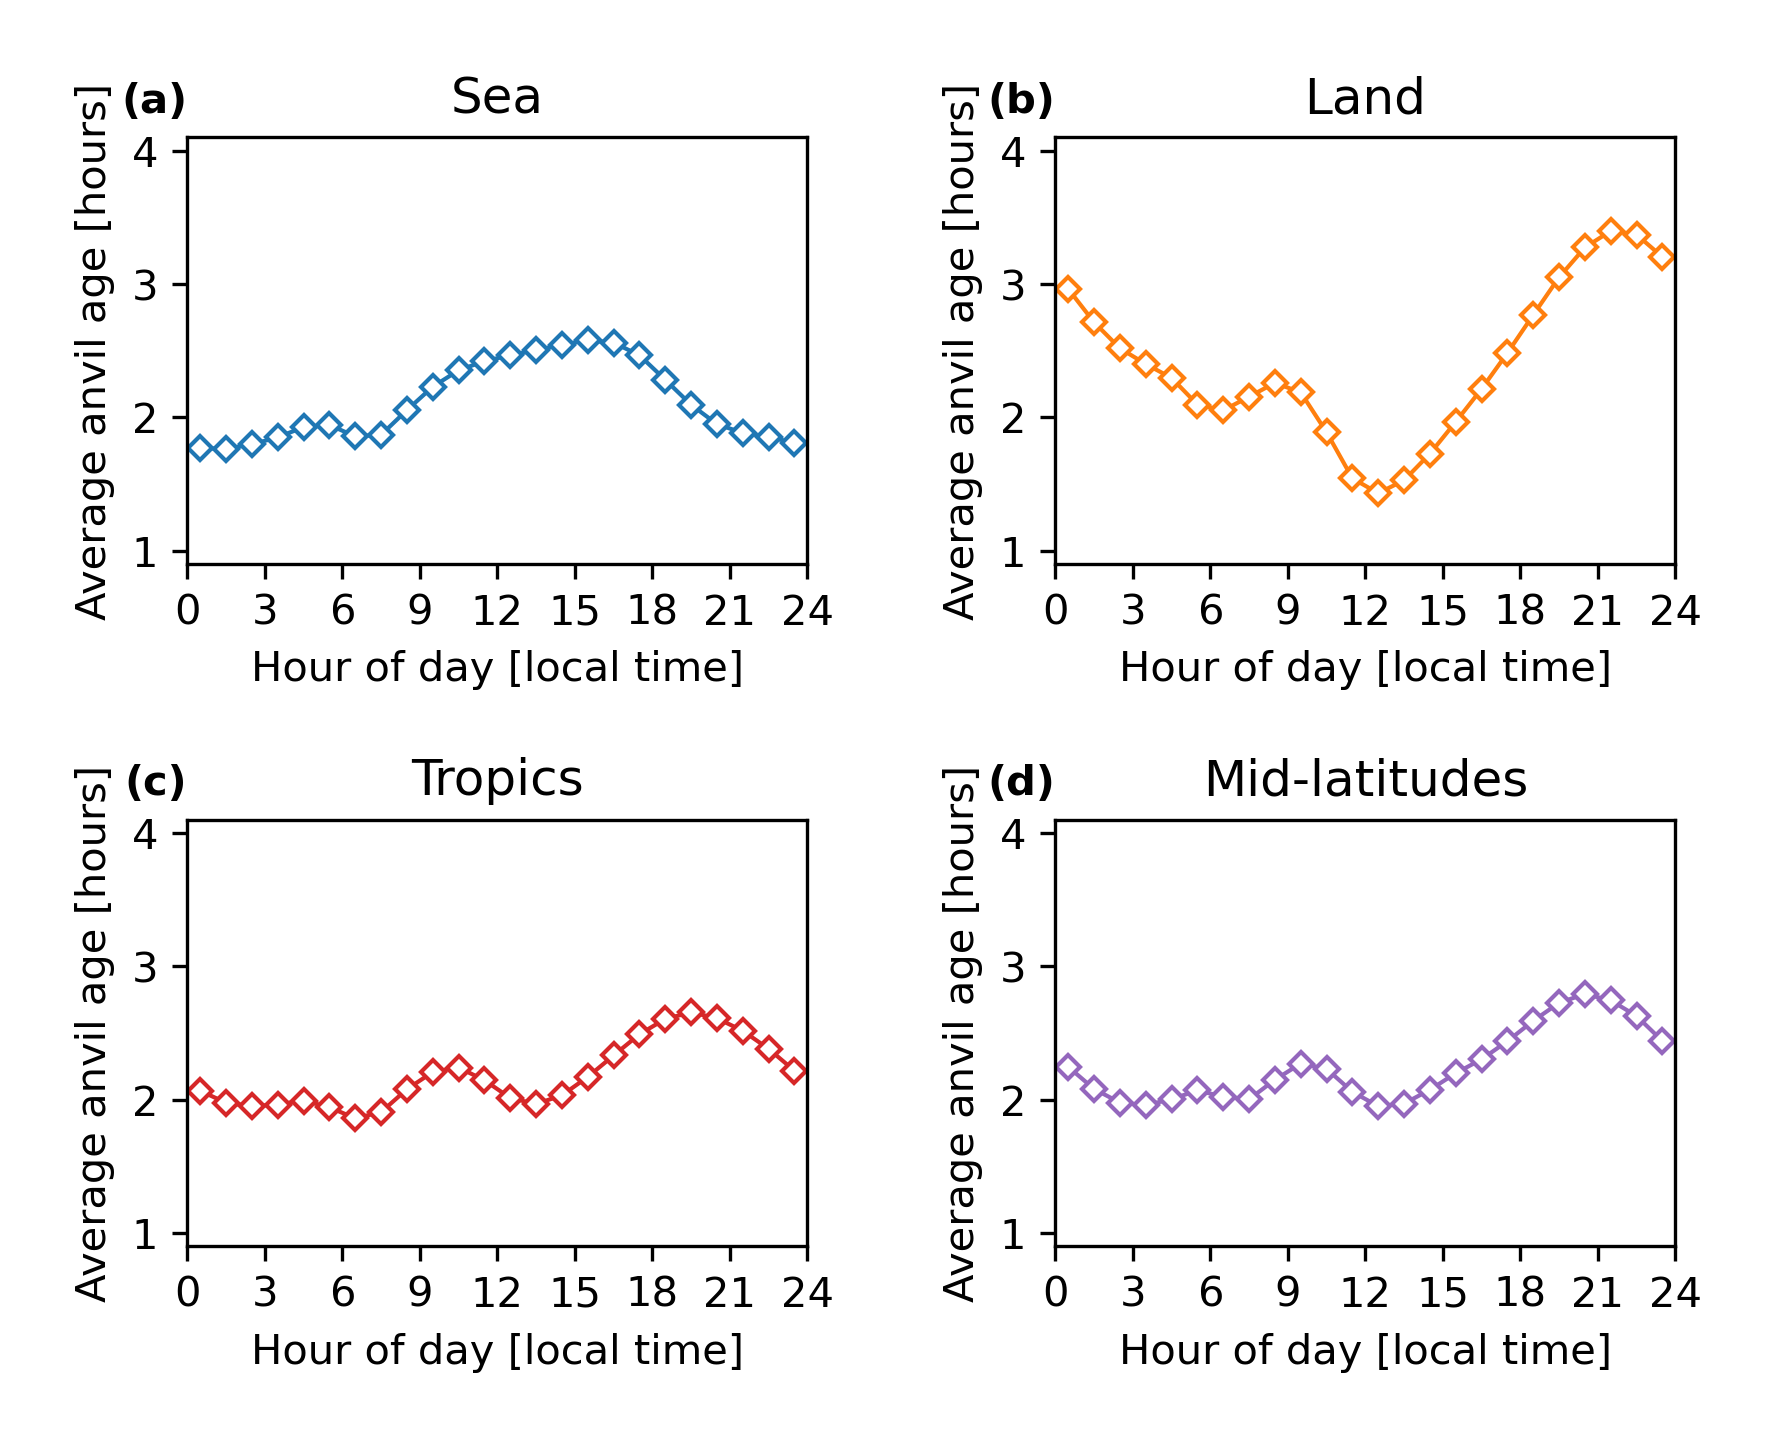 (a) Sea
Average anvil age [hours]
4
3
2
1
0 3 6 9 12 15 18 21 24
Hour of day [local time]
(b) Land
Average anvil age [hours]
4
3
2
1
0 3 6 9 12 15 18 21 24
Hour of day [local time]
(c) Tropics
Average anvil age [hours]
4
3
2
1
0 3 6 9 12 15 18 21 24
Hour of day [local time]
(d) Mid-latitudes
Average anvil age [hours]
4
3
2
1
0 3 6 9 12 15 18 21 24
Hour of day [local time]